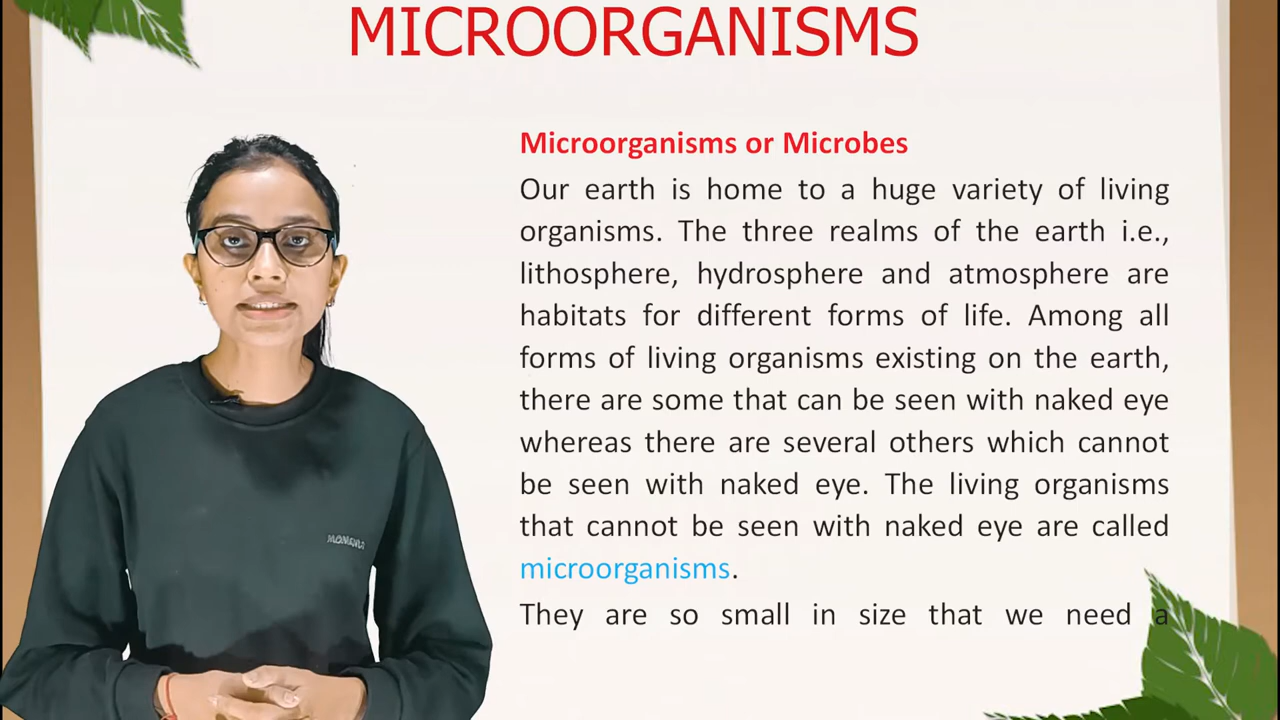 MICROORGANISMS
Microorganisms or Microbes
Our earth is home to a huge variety of living
organisms. The three realms of the earth i.e.,
lithosphere, hydrosphere and atmosphere are
habitats for different forms of life. Among all
forms of living organisms existing on the earth,
there are some that can be seen with naked eye
whereas there are several others which cannot
be seen with naked eye. The living organisms
that cannot be seen with naked eye are called
microorganisms.
They are so small in size that we need a